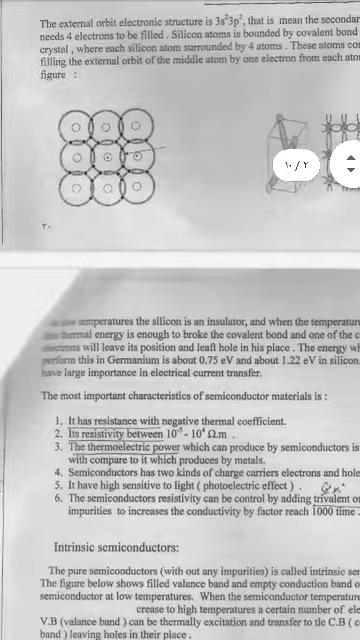 The external orbit electronic structure is 3s²3p², that is mean the secondar
needs 4 electrons to be filled . Silicon atoms is bounded by covalent bond
crystal , where each silicon atom surrounded by 4 atoms . These atoms
filling the external orbit of the middle atom by one electron from each
figure :
١٠/٢
٣٠
temperatures the silicon is an insulator, and when the temperature
thermal energy is enough to broke the covalent bond and one of the
electrons will leave its position and leaft hole in his place . The energy
perform this in Germanium is about 0.75 eV and about 1.22 eV in silicon.
have large importance in electrical current transfer.
The most important characteristics of semiconductor materials is :
1. It has resistance with negative thermal coefficient.
2. Its resistivity between 10⁻⁵ - 10⁴ Ω.m .
3. The thermoelectric power which can produce by semiconductors is
with compare to it which produces by metals.
4. Semiconductors has two kinds of charge carriers electrons and hole
5. It have high sensitive to light ( photoelectric effect ) .
6. The semiconductors resistivity can be control by adding trivalent
impurities to increases the conductivity by factor reach 1000 time .
Intrinsic semiconductors:
The pure semiconductors (with out any impurities) is called intrinsic
The figure below shows filled valance band and empty conduction band
semiconductor at low temperatures. When the semiconductor temperature
crease to high temperatures a certain number of
V.B (valance band ) can be thermally excitation and transfer to tle C.B (
band ) leaving holes in their place .